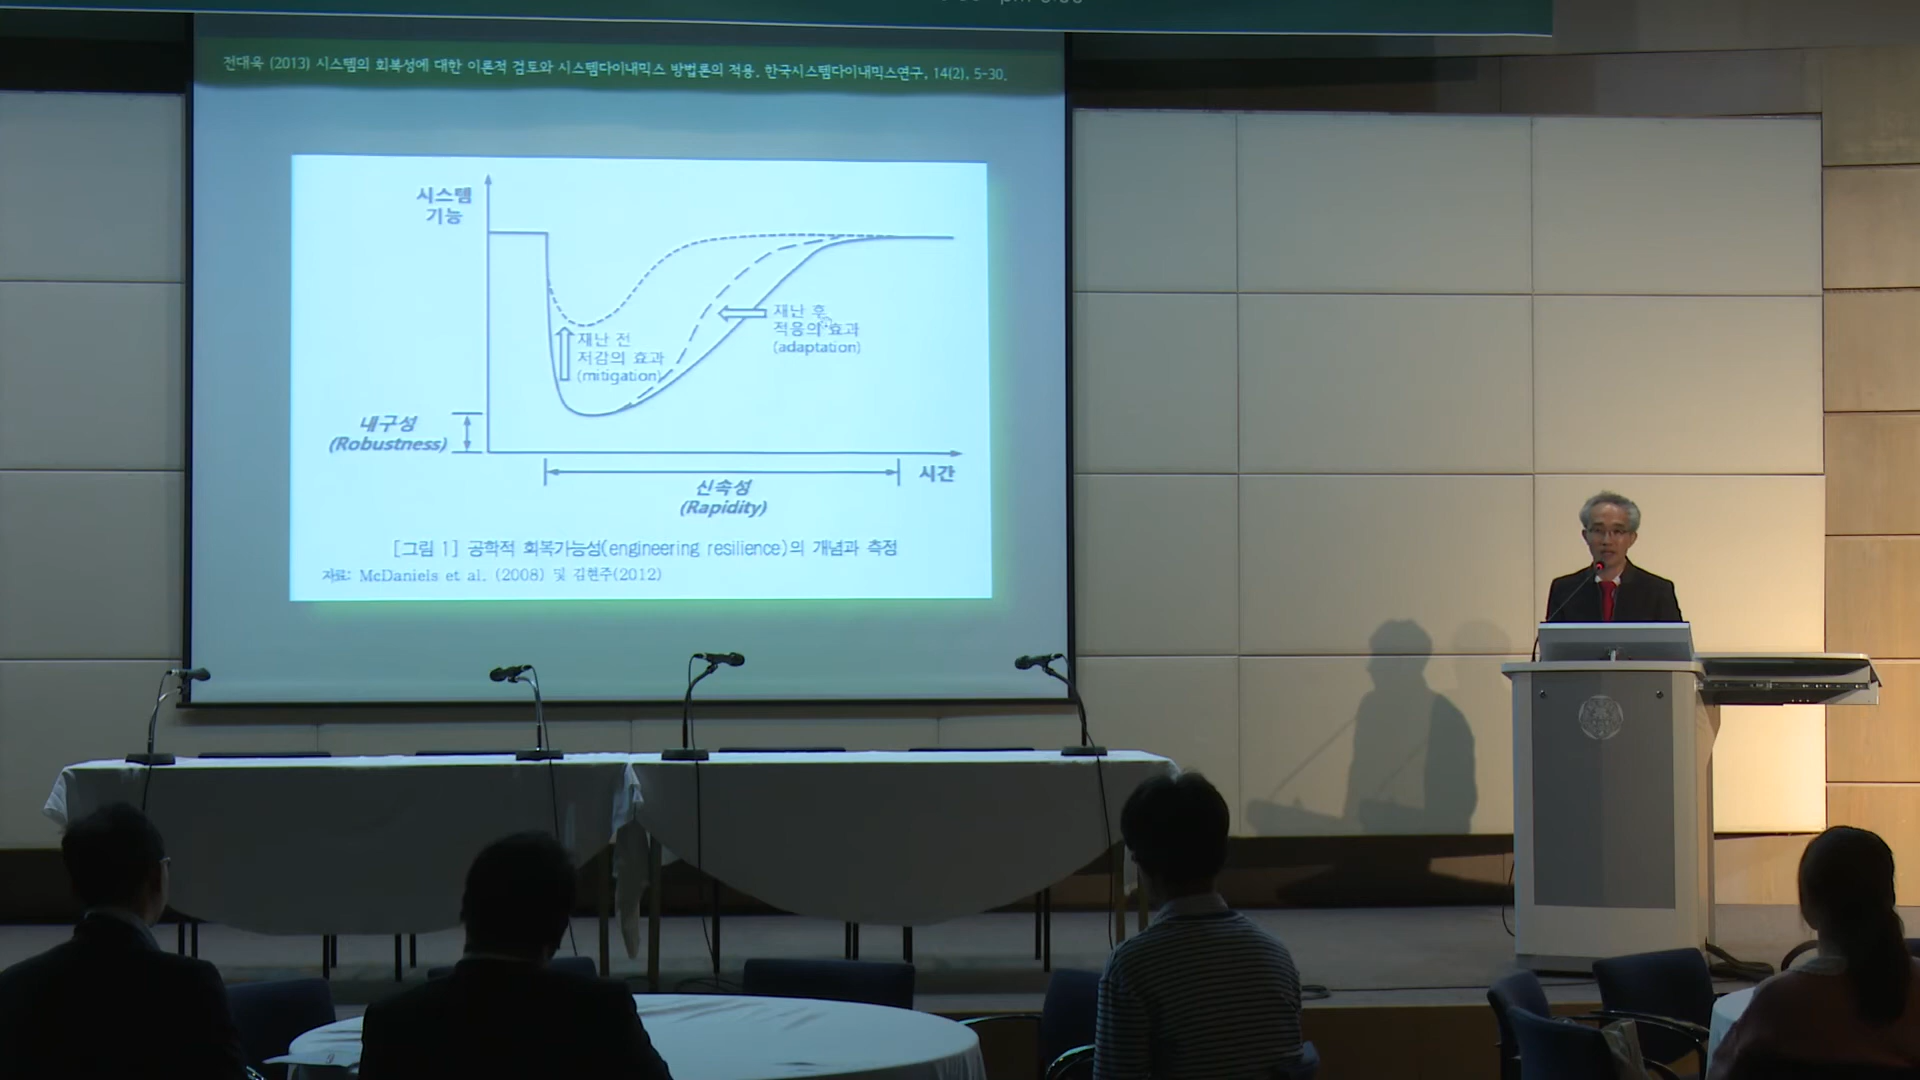 전대욱 (2013) 시스템의 회복성에 대한 이론적 검토와 시스템다이내믹스 방법론의 적용, 한국시스템다이내믹스연구, 14(2), 5-30.
시스템
기능
재난 후
적응의 효과
(adaptation)
재난 전
저감의 효과
(mitigation)
내구성
(Robustness)
시간
신속성
(Rapidity)
[그림 1] 공학적 회복가능성(engineering resilience)의 개념과 측정
자료: McDaniels et al. (2008) 및 김현주(2012)